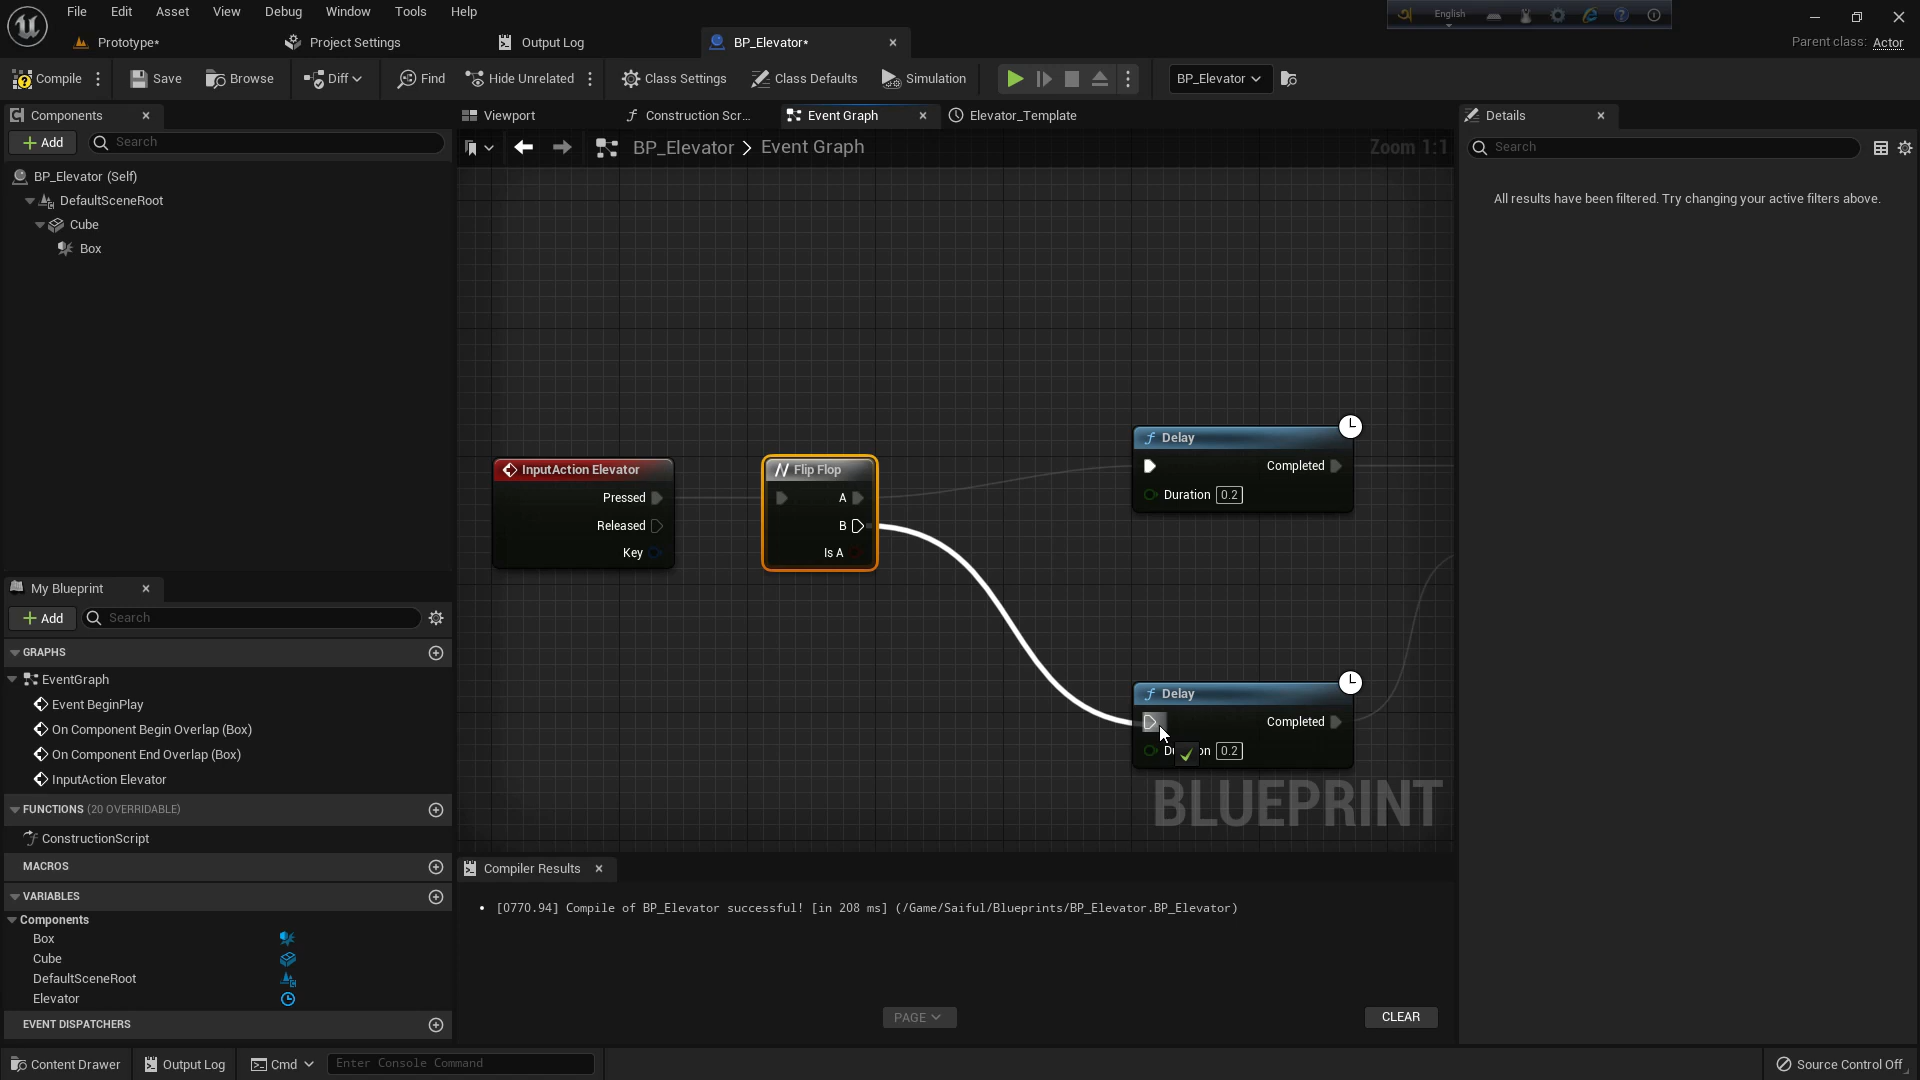 File Edit Asset View Debug Window Tools Help
English
Prototype* Project Settings Output Log BP_Elevator*
Parent class: Actor
Compile Save Browse Diff Find Hide Unrelated Class Settings Class Defaults Simulation BP_Elevator
Components
Add Search
BP_Elevator (Self)
DefaultSceneRoot
Cube
Box
Viewport Construction Scr... Event Graph Elevator_Template
BP_Elevator > Event Graph Zoom 1:1
InputAction Elevator
Pressed
Released
Key
Flip Flop
A
B
Is A
Delay
Completed
Duration 0.2
Delay
Completed
0.2
BLUEPRINT
Details
Search
All results have been filtered. Try changing your active filters above.
My Blueprint
Add Search
GRAPHS
EventGraph
Event BeginPlay
On Component Begin Overlap (Box)
On Component End Overlap (Box)
InputAction Elevator
FUNCTIONS (20 OVERRIDABLE)
ConstructionScript
MACROS
VARIABLES
Components
Box
Cube
DefaultSceneRoot
Elevator
EVENT DISPATCHERS
Compiler Results
[0770.94] Compile of BP_Elevator successful! [in 208 ms] (/Game/Saiful/Blueprints/BP_Elevator.BP_Elevator)
PAGE CLEAR
Content Drawer Output Log Cmd Enter Console Command Source Control Off